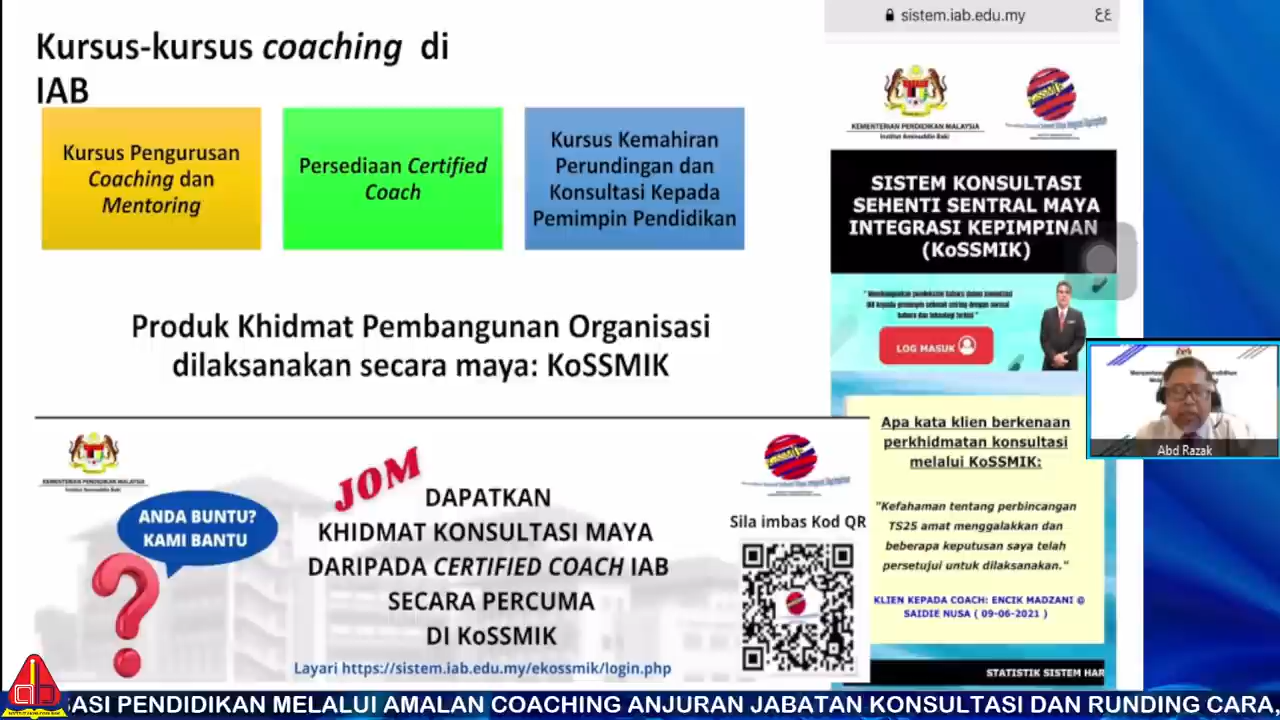 Kursus-kursus coaching di
IAB
Kursus Pengurusan
Coaching dan
Mentoring
Persediaan Certified
Coach
Kursus Kemahiran
Perundingan dan
Konsultasi Kepada
Pemimpin Pendidikan
Produk Khidmat Pembangunan Organisasi
dilaksanakan secara maya: KoSSMIK
KEMENTERIAN PENDIDIKAN MALAYSIA
Institut Aminuddin Baki
ANDA BUNTU?
KAMI BANTU
JOM
DAPATKAN
KHIDMAT KONSULTASI MAYA
DARIPADA CERTIFIED COACH IAB
SECARA PERCUMA
DI KoSSMIK
Layari https://sistem.iab.edu.my/ekossmik/login.php
Sila imbas Kod QR
sistem.iab.edu.my
KEMENTERIAN PENDIDIKAN MALAYSIA
Institut Aminuddin Baki
SISTEM KONSULTASI
SEHENTI SENTRAL MAYA
INTEGRASI KEPIMPINAN
(KoSSMIK)
LOG MASUK
Apa kata klien berkenaan
perkhidmatan konsultasi
melalui KoSSMIK:
"Kefahaman tentang perbincangan
TS25 amat menggalakkan dan
beberapa keputusan saya telah
persetujui untuk dilaksanakan."
KLIEN KEPADA COACH: ENCIK MADZANI @
SAIDIE NUSA ( 09-06-2021 )
STATISTIK SISTEM HAR
Abd Razak
ASI PENDIDIKAN MELALUI AMALAN COACHING ANJURAN JABATAN KONSULTASI DAN RUNDING CARA,